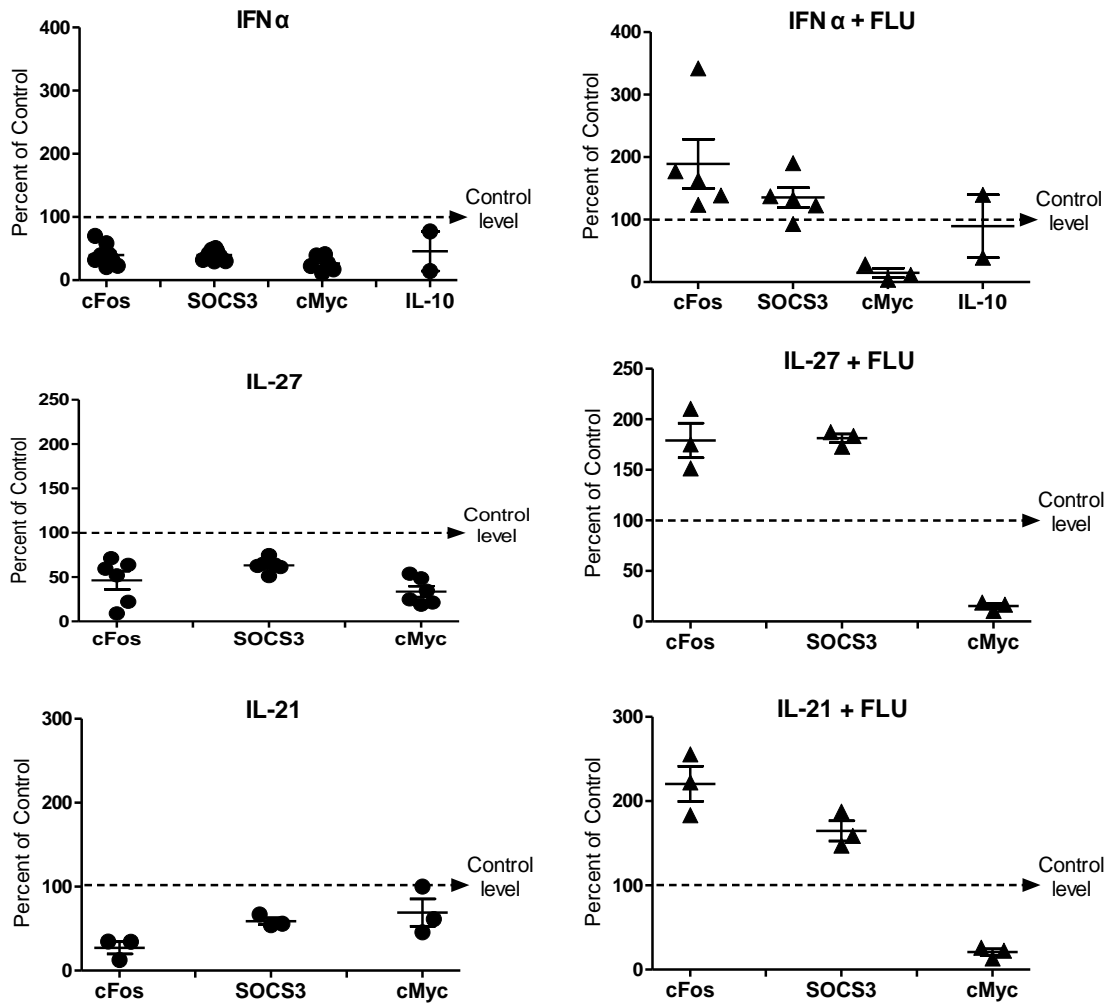 IFN α
Percent of Control
400
300
200
100
0
Control
level
cFos SOCS3 cMyc IL-10
IFN α + FLU
Percent of Control
400
300
200
100
0
Control
level
cFos SOCS3 cMyc IL-10
IL-27
Percent of Control
250
200
150
100
50
0
Control
level
cFos SOCS3 cMyc
IL-27 + FLU
Percent of Control
250
200
150
100
50
0
Control
level
cFos SOCS3 cMyc
IL-21
Percent of Control
300
200
100
0
Control
level
cFos SOCS3 cMyc
IL-21 + FLU
Percent of Control
300
200
100
0
Control
level
cFos SOCS3 cMyc